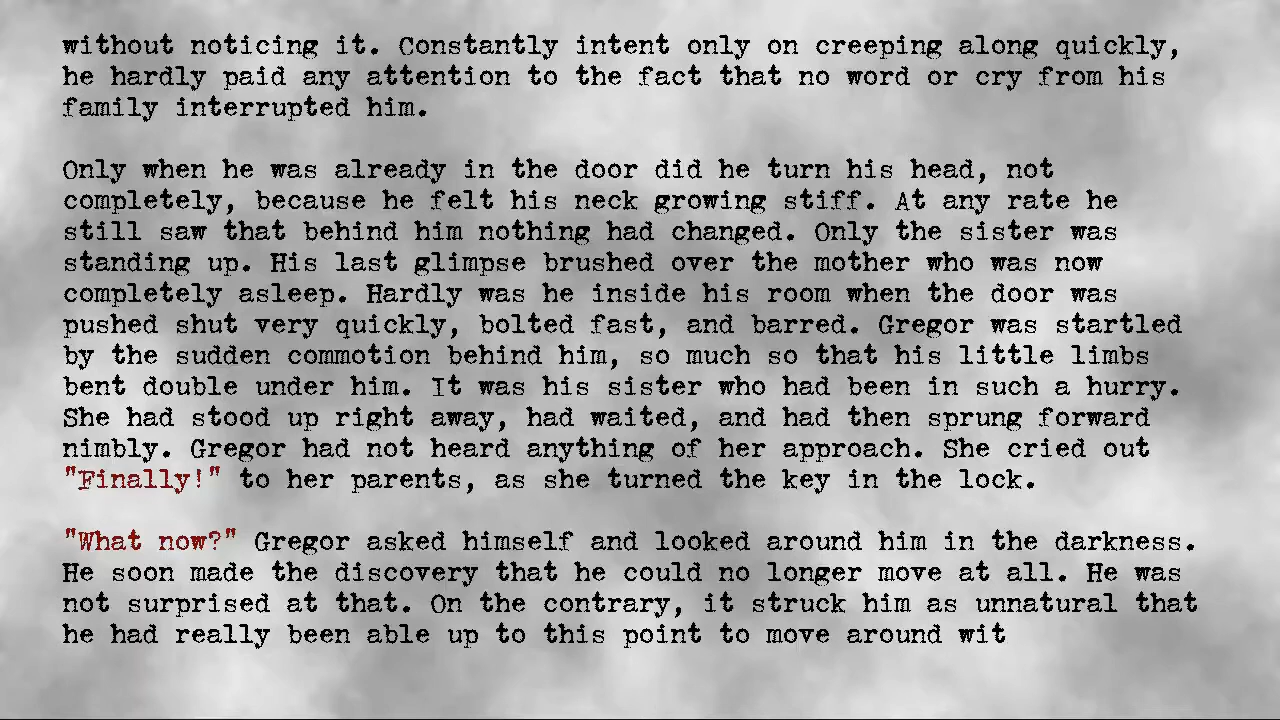 without noticing it. Constantly intent only on creeping along quickly,
he hardly paid any attention to the fact that no word or cry from his
family interrupted him.
Only when he was already in the door did he turn his head, not
completely, because he felt his neck growing stiff. At any rate he
still saw that behind him nothing had changed. Only the sister was
standing up. His last glimpse brushed over the mother who was now
completely asleep. Hardly was he inside his room when the door was
pushed shut very quickly, bolted fast, and barred. Gregor was startled
by the sudden commotion behind him, so much so that his little limbs
bent double under him. It was his sister who had been in such a hurry.
She had stood up right away, had waited, and had then sprung forward
nimbly. Gregor had not heard anything of her approach. She cried out
"Finally!" to her parents, as she turned the key in the lock.
"What now?" Gregor asked himself and looked around him in the darkness.
He soon made the discovery that he could no longer move at all. He was
not surprised at that. On the contrary, it struck him as unnatural that
he had really been able up to this point to move around wit